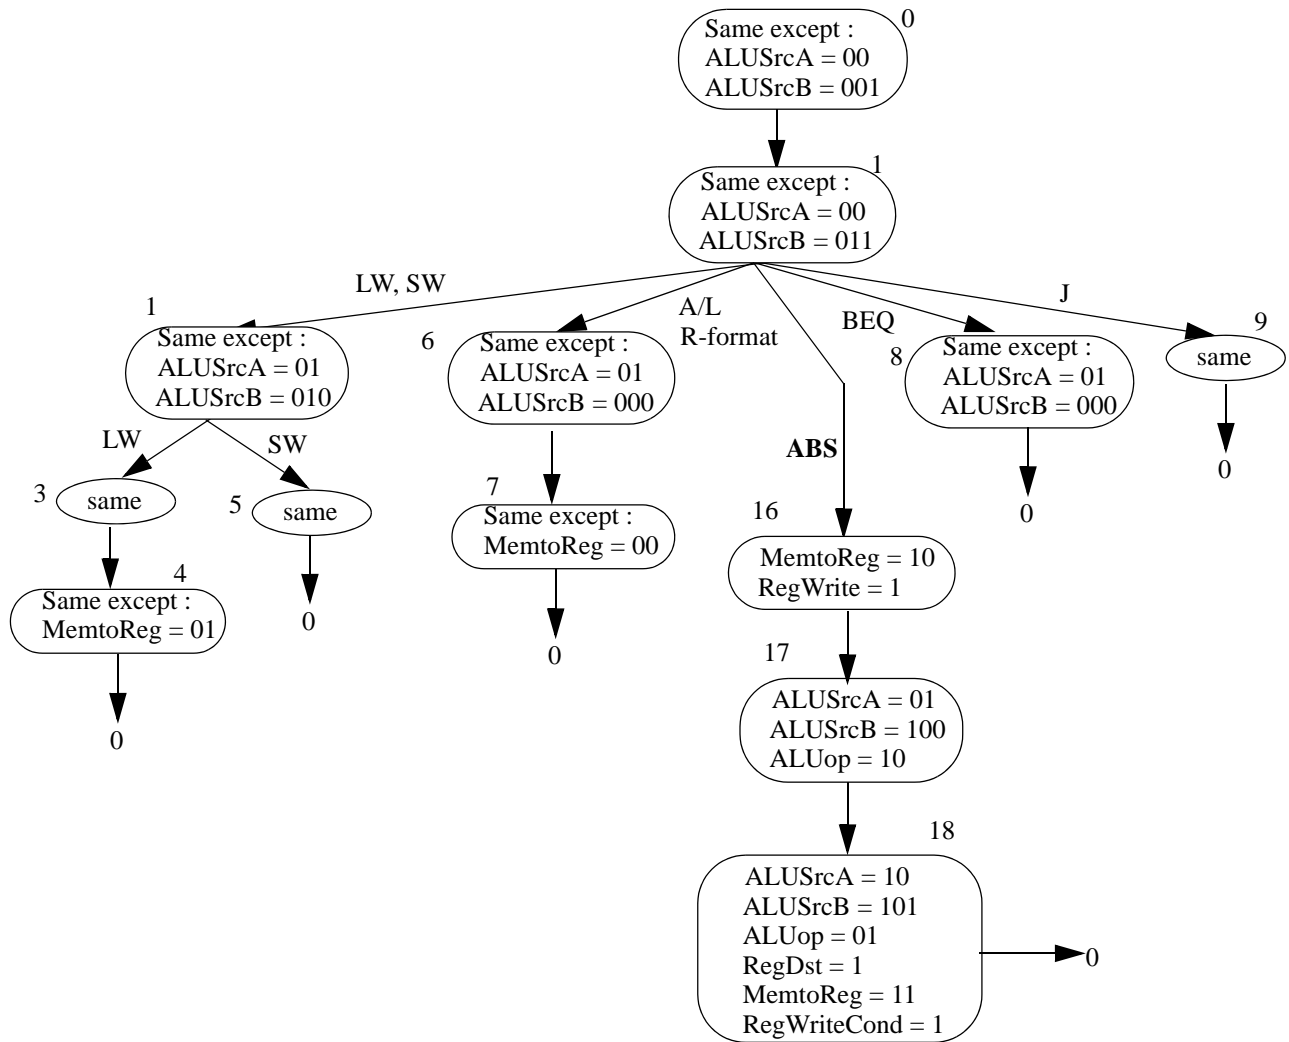 0
Same except :
ALUSrcA = 00
ALUSrcB = 001
1
Same except :
ALUSrcA = 00
ALUSrcB = 011
LW, SW
A/L
R-format
ABS
BEQ
J
1
Same except :
ALUSrcA = 01
ALUSrcB = 010
LW
SW
3
same
5
same
0
4
Same except :
MemtoReg = 01
0
6
Same except :
ALUSrcA = 01
ALUSrcB = 000
7
Same except :
MemtoReg = 00
0
16
MemtoReg = 10
RegWrite = 1
17
ALUSrcA = 01
ALUSrcB = 100
ALUop = 10
18
ALUSrcA = 10
ALUSrcB = 101
ALUop = 01
RegDst = 1
MemtoReg = 11
RegWriteCond = 1
0
8
Same except :
ALUSrcA = 01
ALUSrcB = 000
0
9
same
0